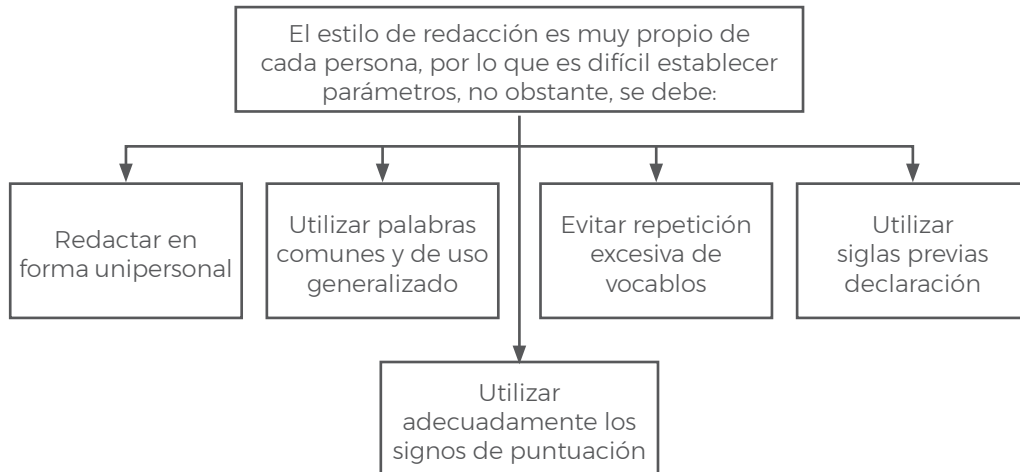 El estilo de redacción es muy propio de
cada persona, por lo que es difícil establecer
parámetros, no obstante, se debe:
Redactar en
forma unipersonal
Utilizar palabras
comunes y de uso
generalizado
Evitar repetición
excesiva de
vocablos
Utilizar
siglas previas
declaración
Utilizar
adecuadamente los
signos de puntuación